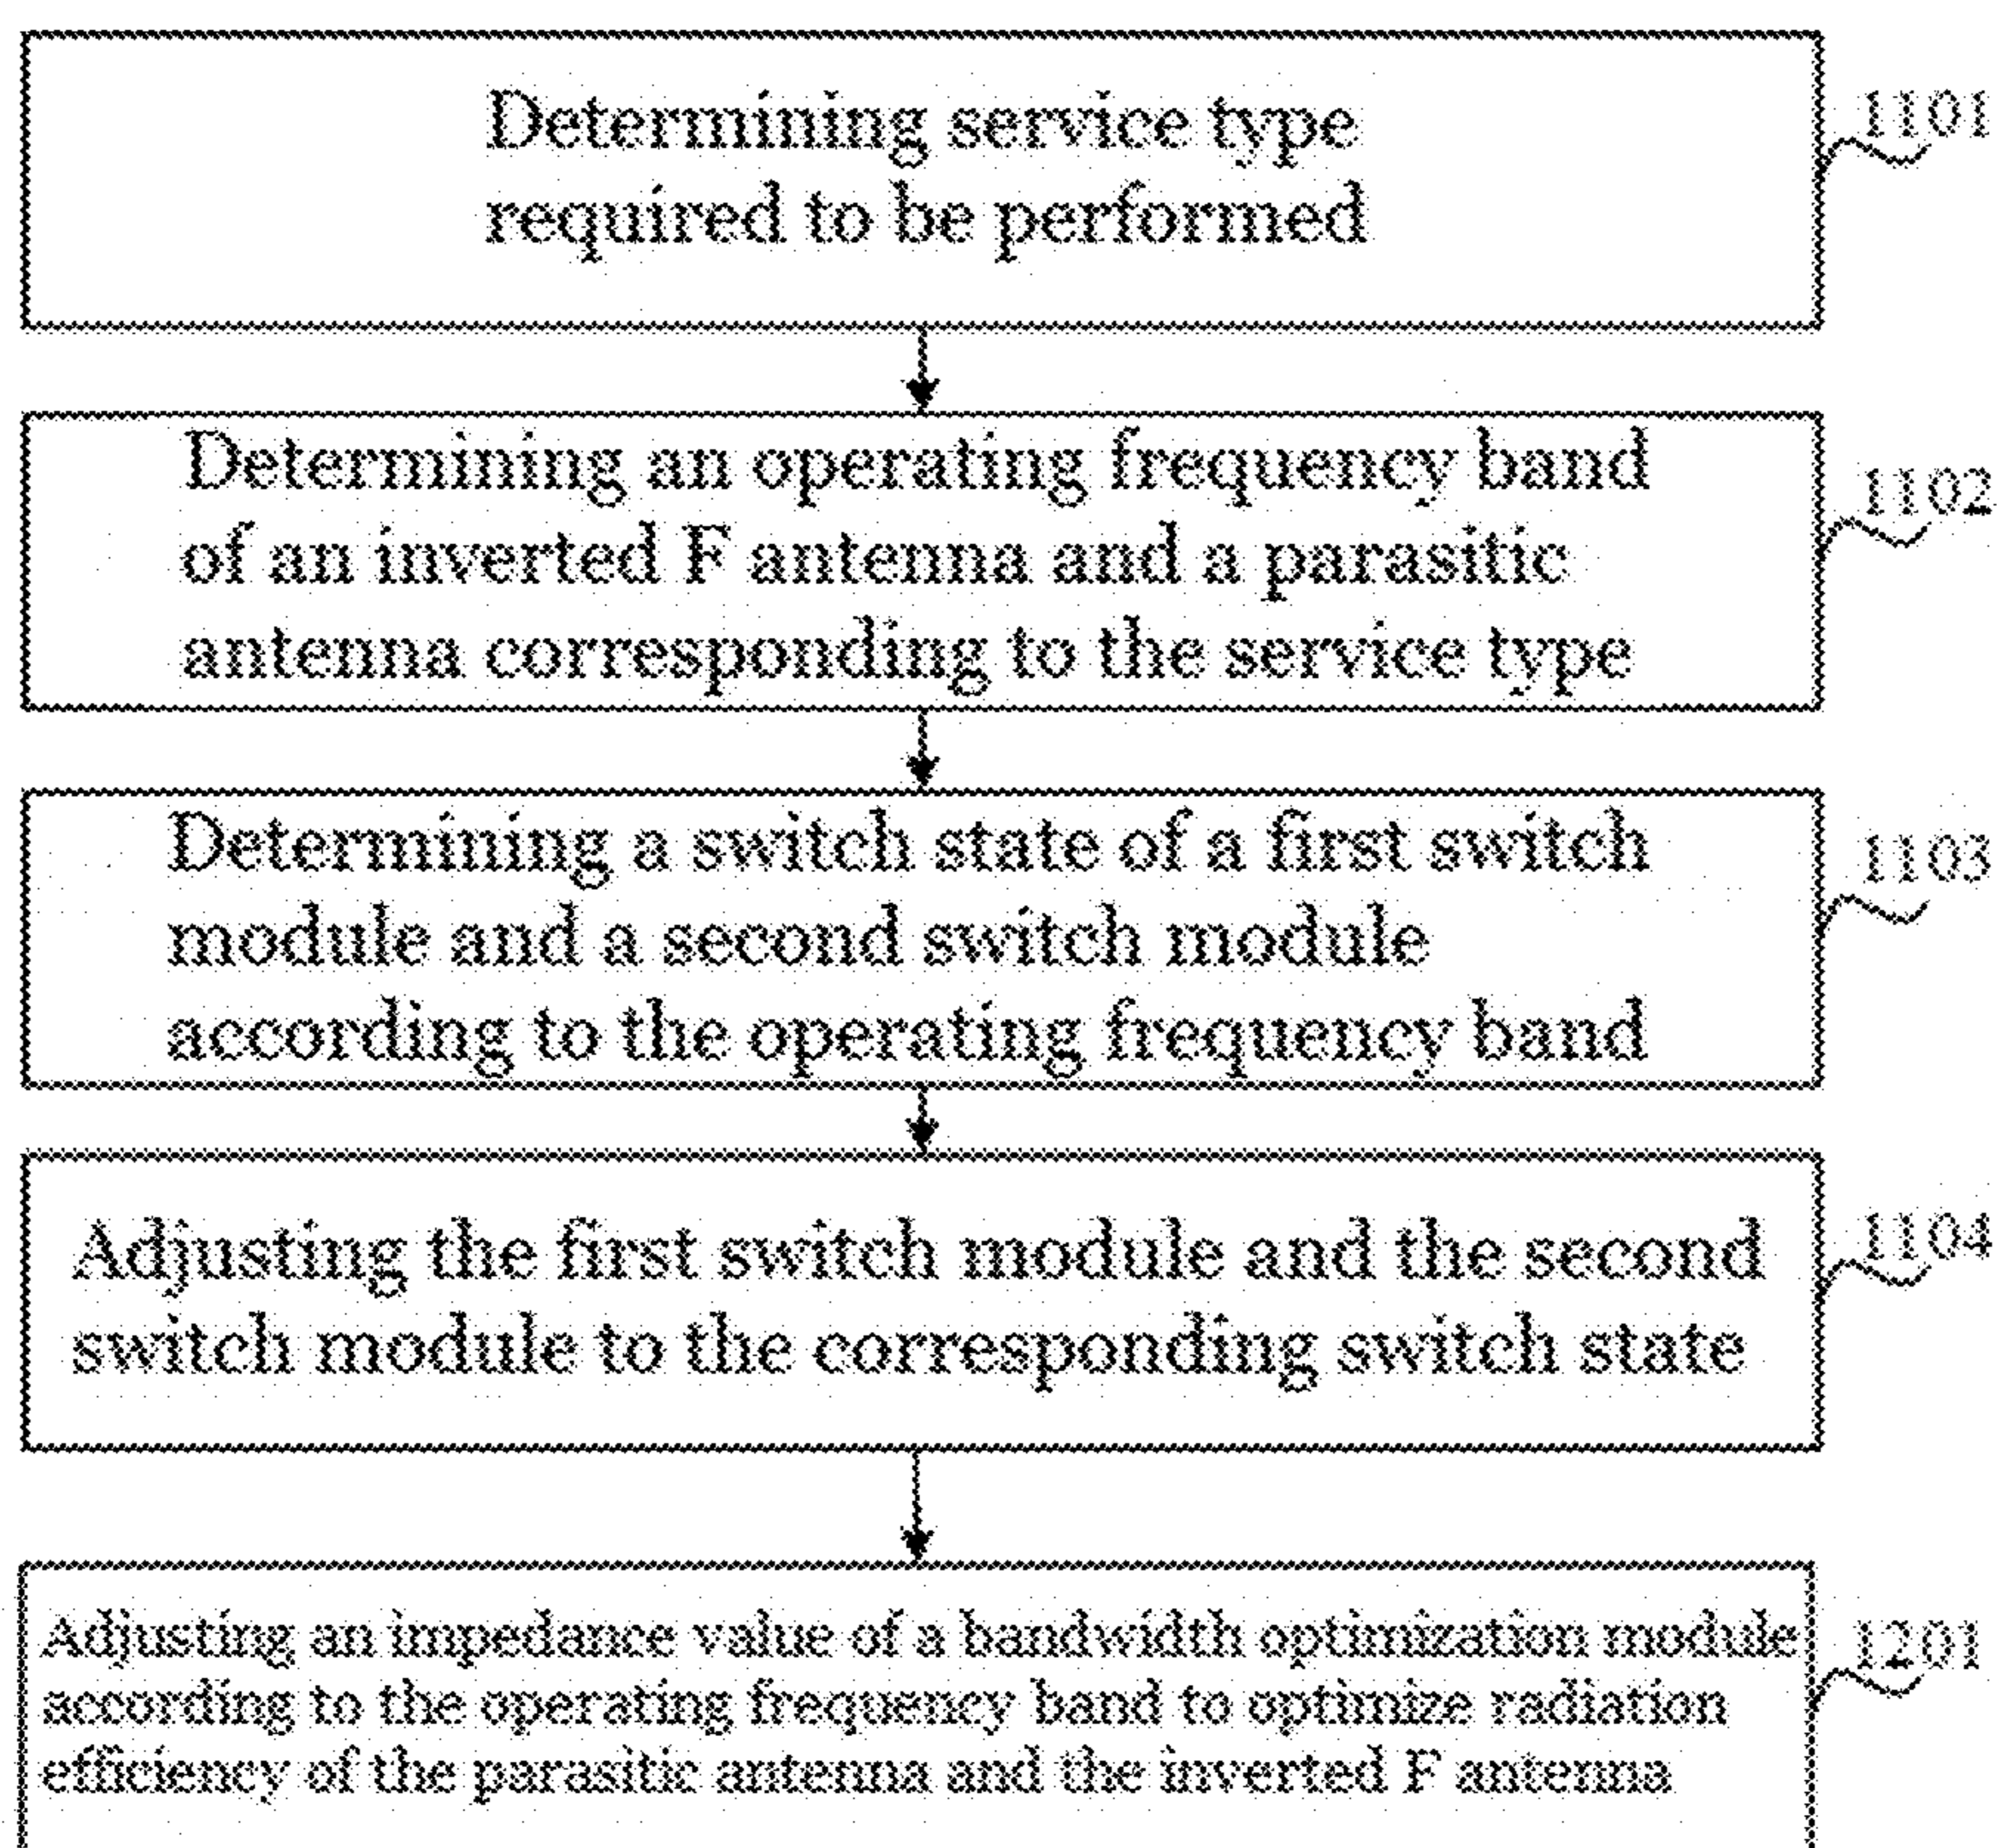 Determining service type
required to be performed
1101
Determining an operating frequency band
of an inverted F antenna and a parasitic
antenna corresponding to the service type
1102
Determining a switch state of a first switch
module and a second switch module
according to the operating frequency band
1103
Adjusting the first switch module and the second
switch module to the corresponding switch state
1104
Adjusting an impedance value of a bandwidth optimization module
according to the operating frequency band to optimize radiation
efficiency of the parasitic antenna and the inverted F antenna
1201